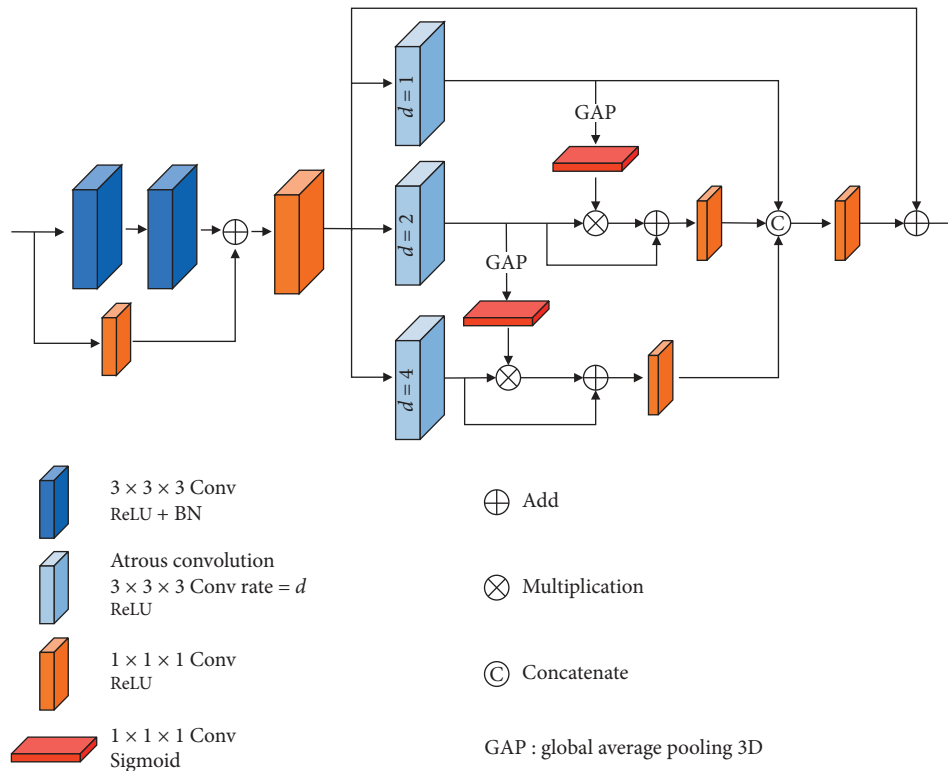 d = 1
GAP
d = 2
C
GAP
d = 4
3 × 3 × 3 Conv
ReLU + BN
Add
Atrous convolution
3 × 3 × 3 Conv rate = d
ReLU
Multiplication
1 × 1 × 1 Conv
ReLU
C Concatenate
1 × 1 × 1 Conv
Sigmoid
GAP : global average pooling 3D